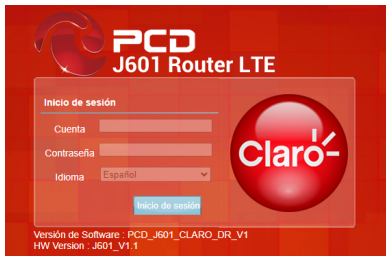 PCD
J601 Router LTE
Inicio de sesión
Cuenta
Contraseña
Idioma
Español
Inicio de sesión
Claro
Versión de Software : PCD_J601_CLARO_DR_V1
HW Version : J601_V1.1